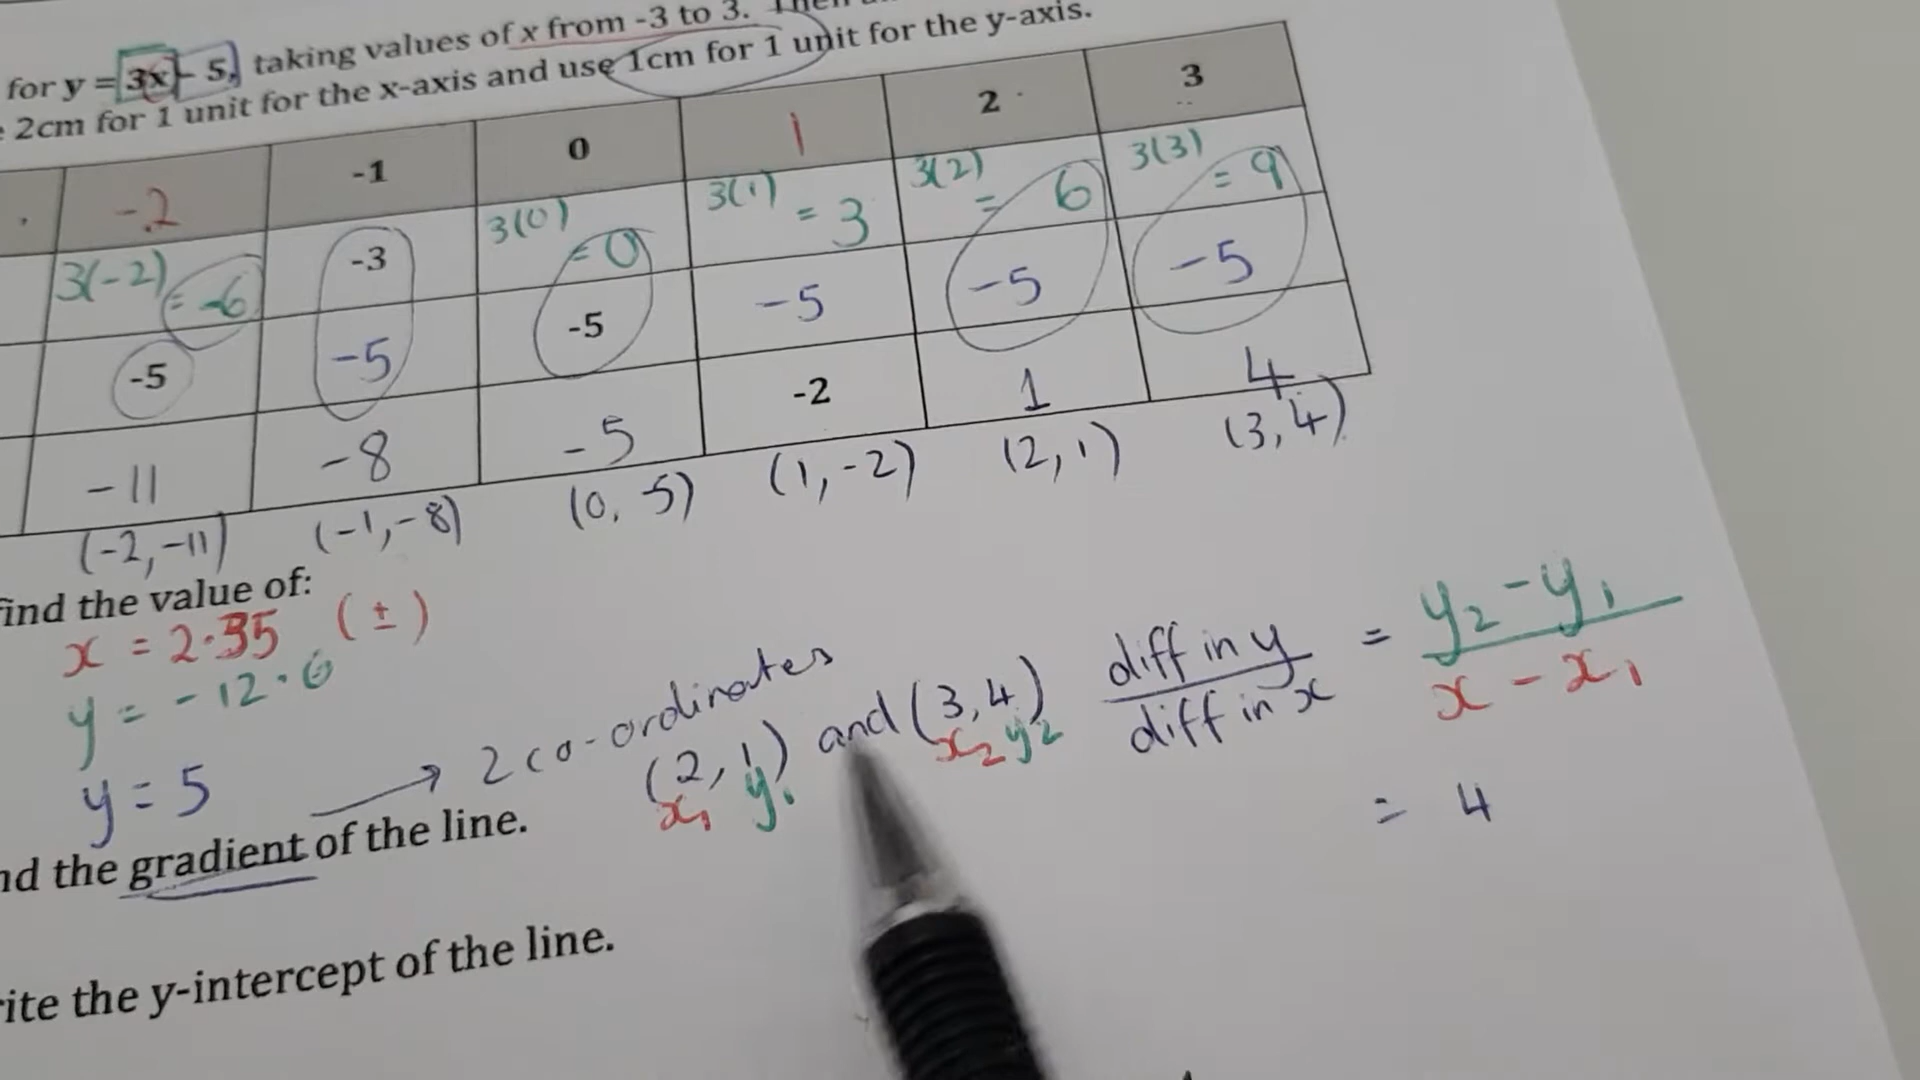 for y = 3x - 5, taking values of x from -3 to 3.
2cm for 1 unit for the x-axis and use 1cm for 1 unit for the y-axis.
-2 -1 0 1 2 3
3(-2) = -6 -3 3(0) = 0 3(1) = 3 3(2) = 6 3(3) = 9
-5 -5 -5 -5 -5 -5
-11 -8 -5 -2 1 4
(-2,-11) (-1,-8) (0, -5) (1,-2) (2,1) (3,4)
find the value of:
x = 2.35 (±)
y = -12.6
y = 5
→ 2 co-ordinates
(2,1) and (3,4) diff in y / diff in x = y2 - y1 / x - x1
x1 y1 x2 y2
= 4
nd the gradient of the line.
rite the y-intercept of the line.